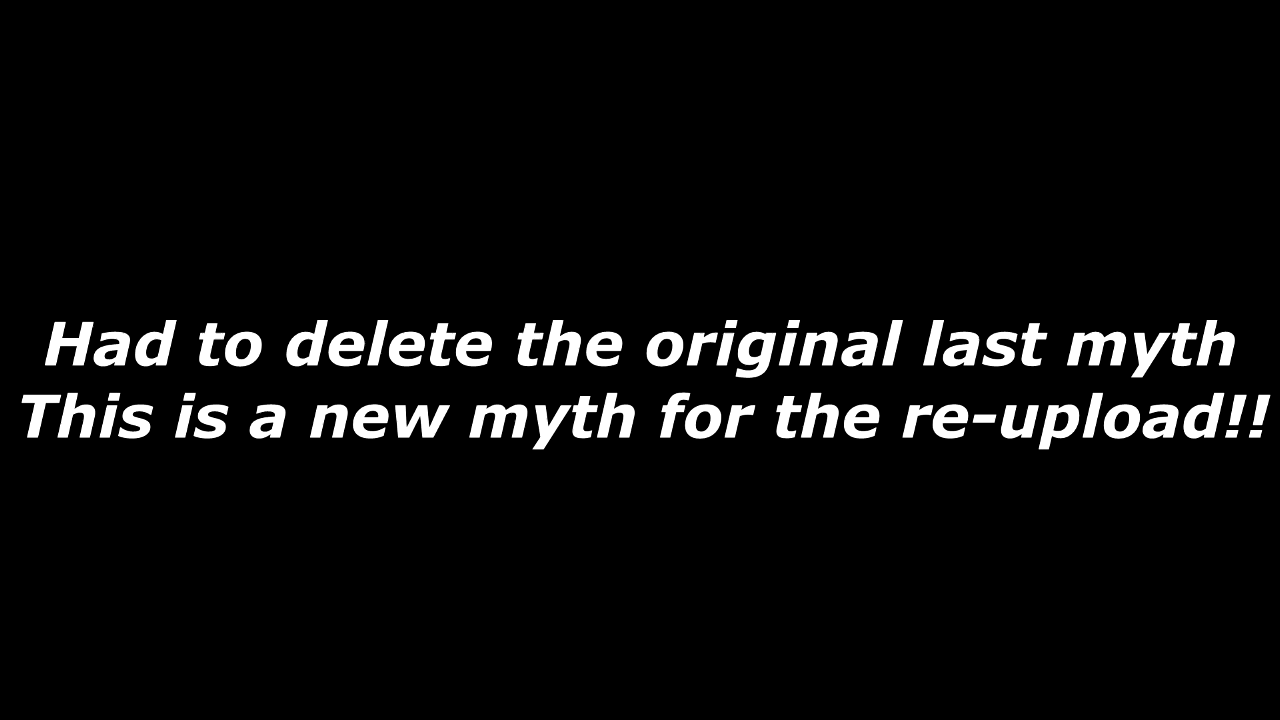 Had to delete the original last myth
This is a new myth for the re-upload!!